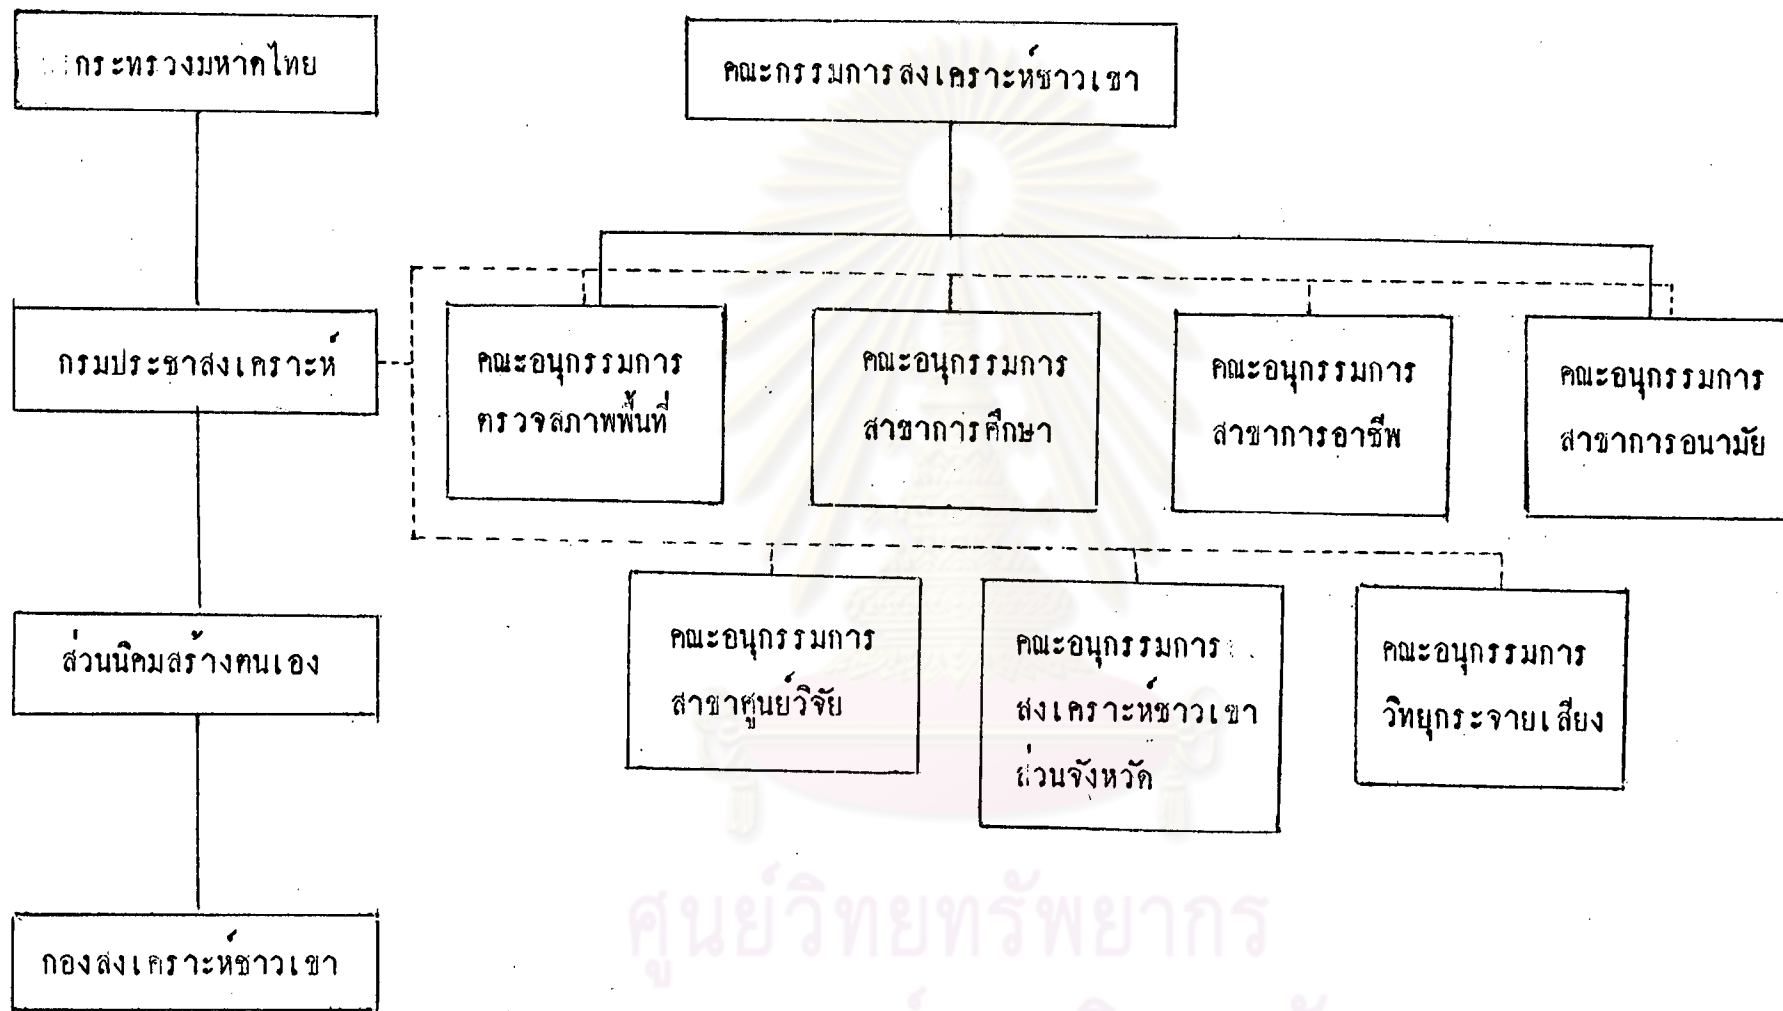 กระทรวงมหาดไทย
คณะกรรมการสงเคราะห์ชาวเขา
กรมประชาสงเคราะห์
คณะอนุกรรมการ
ตรวจสภาพพื้นที่
คณะอนุกรรมการ
สาขาการศึกษา
คณะอนุกรรมการ
สาขาการอาชีพ
คณะอนุกรรมการ
สาขาการอนามัย
ส่วนนิคมสร้างตนเอง
คณะอนุกรรมการ
สาขาศูนย์วิจัย
คณะอนุกรรมการ
สงเคราะห์ชาวเขา
ส่วนจังหวัด
คณะอนุกรรมการ
วิทยุกระจายเสียง
กองสงเคราะห์ชาวเขา
ศูนย์วิทยทรัพยากร